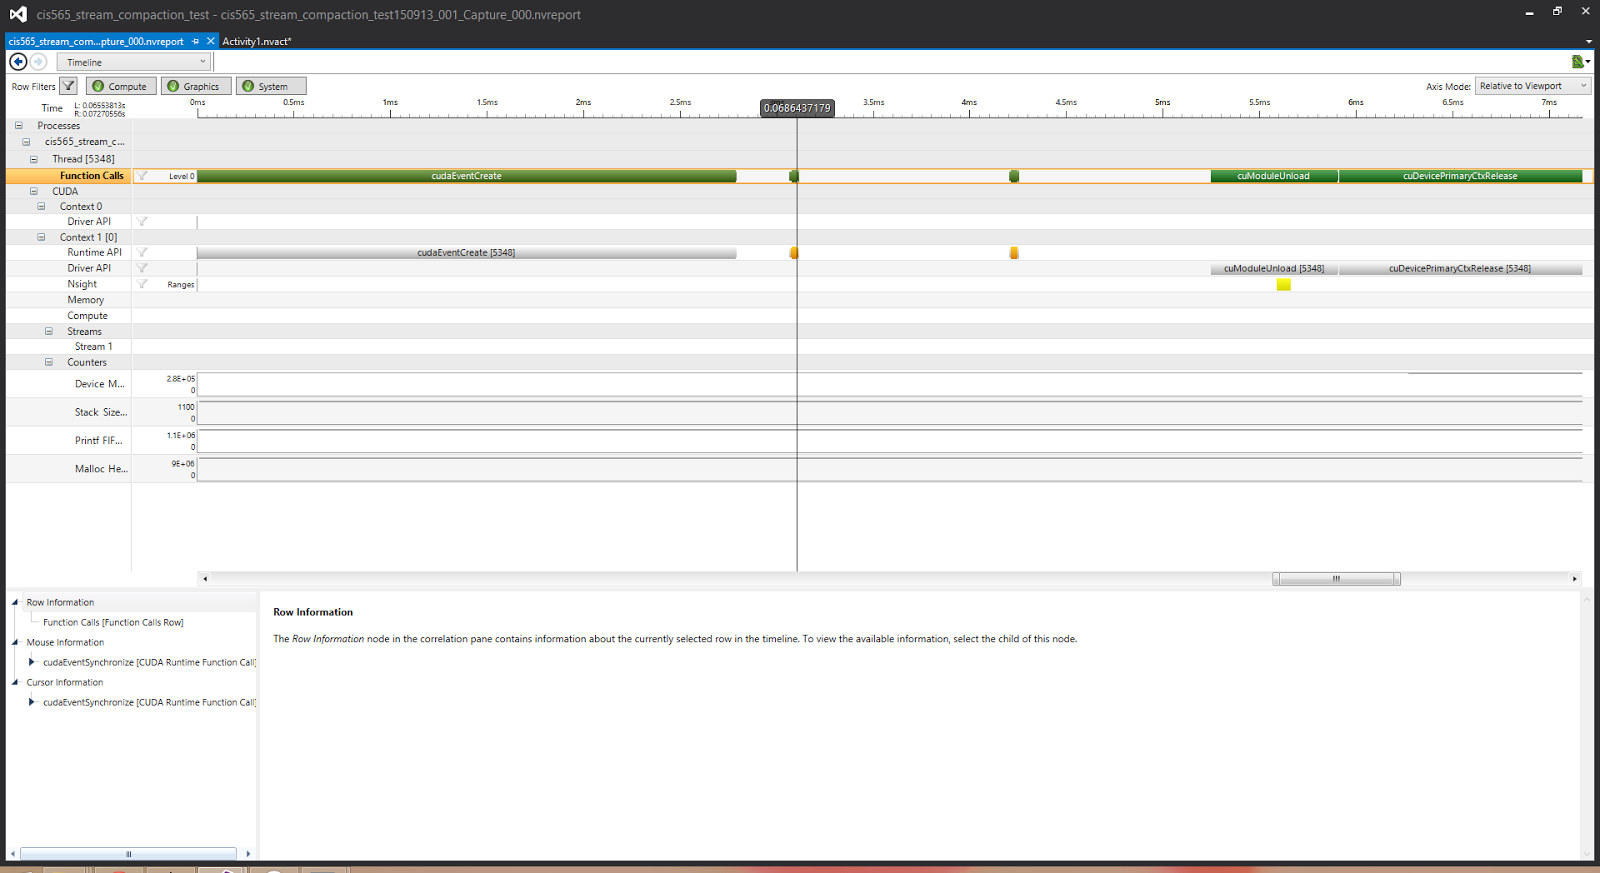 cis565_stream_compaction_test - cis565_stream_compaction_test150913_001_Capture_000.nvreport
cis565_stream_com...pture_000.nvreport
Activity1.nvact*
Timeline
Row Filters
Compute
Graphics
System
Axis Mode:
Relative to Viewport
Time
L: 0.06553813s
R: 0.07270556s
0ms
0.5ms
1ms
1.5ms
2ms
2.5ms
0.0686437179
3.5ms
4ms
4.5ms
5ms
5.5ms
6ms
6.5ms
7ms
Processes
cis565_stream_c...
Thread [5348]
Function Calls
Level 0
cudaEventCreate
cuModuleUnload
cuDevicePrimaryCtxRelease
CUDA
Context 0
Driver API
Context 1 [0]
Runtime API
cudaEventCreate [5348]
Driver API
cuModuleUnload [5348]
cuDevicePrimaryCtxRelease [5348]
Nsight
Ranges
Memory
Compute
Streams
Stream 1
Counters
Device M...
2.8E+05
0
Stack Size...
1100
0
Printf FIF...
1.1E+06
0
Malloc He...
9E+06
0
Row Information
Function Calls [Function Calls Row]
Mouse Information
cudaEventSynchronize [CUDA Runtime Function Call]
Cursor Information
cudaEventSynchronize [CUDA Runtime Function Call]
Row Information
The Row Information node in the correlation pane contains information about the currently selected row in the timeline. To view the available information, select the child of this node.